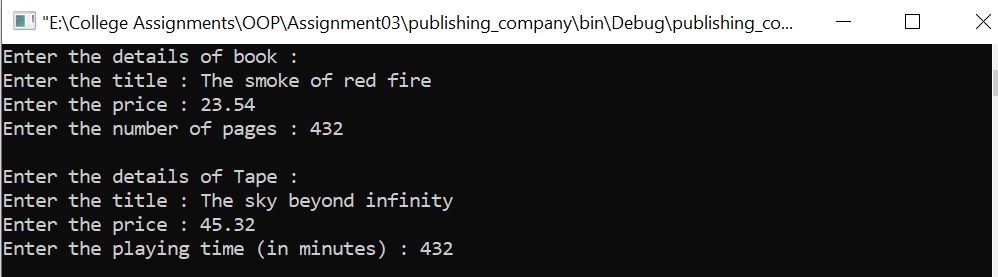 "E:\College Assignments\OOP\Assignment03\publishing_company\bin\Debug\publishing_co...
Enter the details of book :
Enter the title : The smoke of red fire
Enter the price : 23.54
Enter the number of pages : 432
Enter the details of Tape :
Enter the title : The sky beyond infinity
Enter the price : 45.32
Enter the playing time (in minutes) : 432